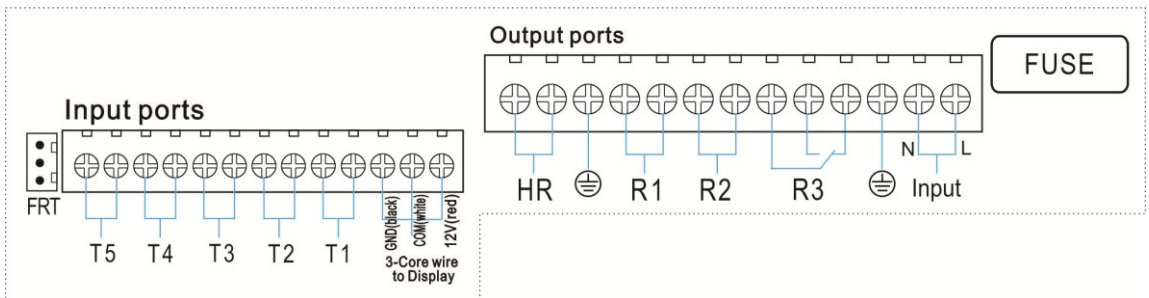 Output ports
FUSE
Input ports
N L
HR R1 R2 R3 Input
FRT
GND(black)
COM(white)
12V(red)
T5 T4 T3 T2 T1
3-Core wire
to Display